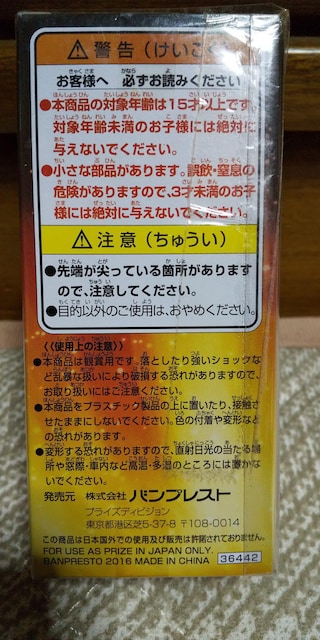 ⚠警告（けいこく）
お客様へ 必ずお読みください
●本商品の対象年齢は15才以上です。
対象年齢未満のお子様には絶対に
与えないでください。
●小さな部品があります。誤飲・窒息の
危険がありますので、3才未満のお子
様には絶対に与えないでください。
⚠注意（ちゅうい）
●先端が尖っている箇所があります
ので、注意してください。
●目的以外のご使用は、おやめください。
《使用上の注意》
●本商品は観賞用です。落としたり強いショックな
ど乱暴な扱いにより破損する恐れがありますので、
お取り扱いにはご注意ください。
●本商品をプラスチック製品の上に置いたり、接触さ
せたままにしないでください。色の付着や変形など
の恐れがあります。
●変形する恐れがありますので、直射日光の当たる場
所や窓際・車内など高温・多湿のところには置かな
いでください。
発売元 株式会社 バンプレスト
プライズディビジョン
東京都港区芝5-37-8 〒108-0014
この商品は日本国外での使用及び販売は許諾されておりません。
FOR USE AS PRIZE IN JAPAN ONLY.
BANPRESTO 2016 MADE IN CHINA
36442